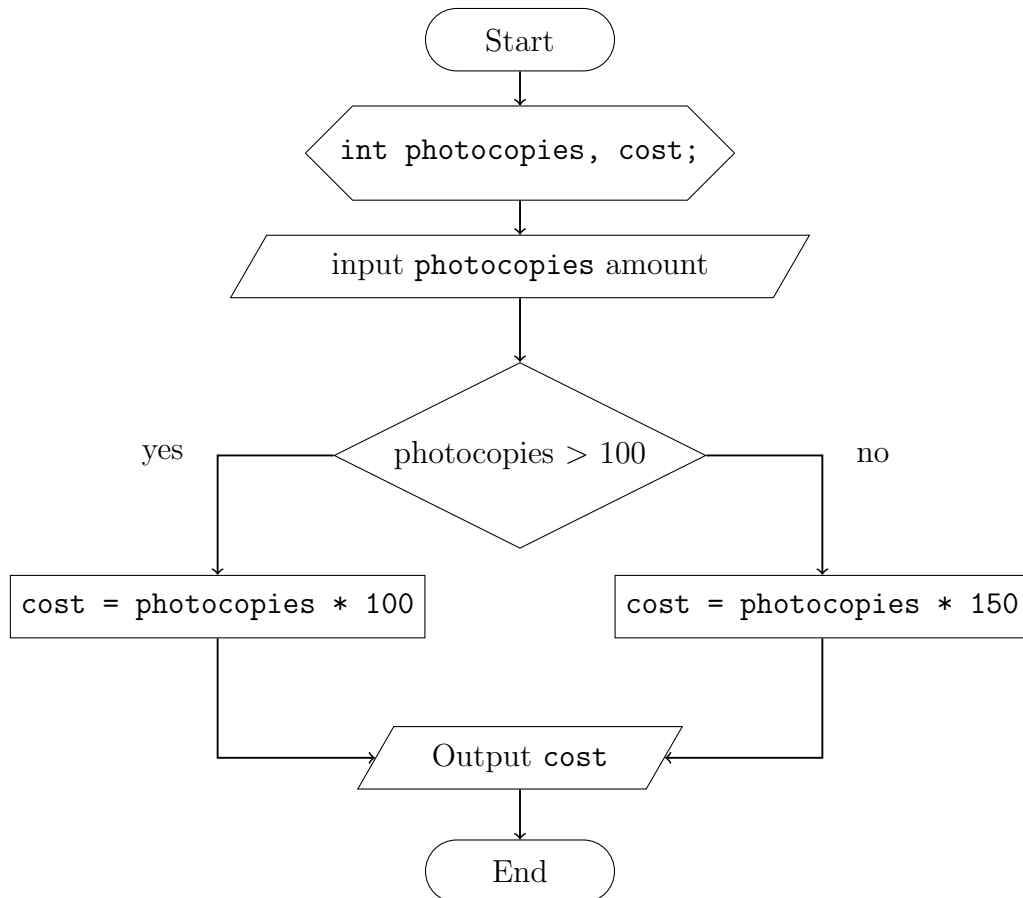 Start
int photocopies, cost;
input photocopies amount
photocopies > 100
yes
no
cost = photocopies * 100
cost = photocopies * 150
Output cost
End